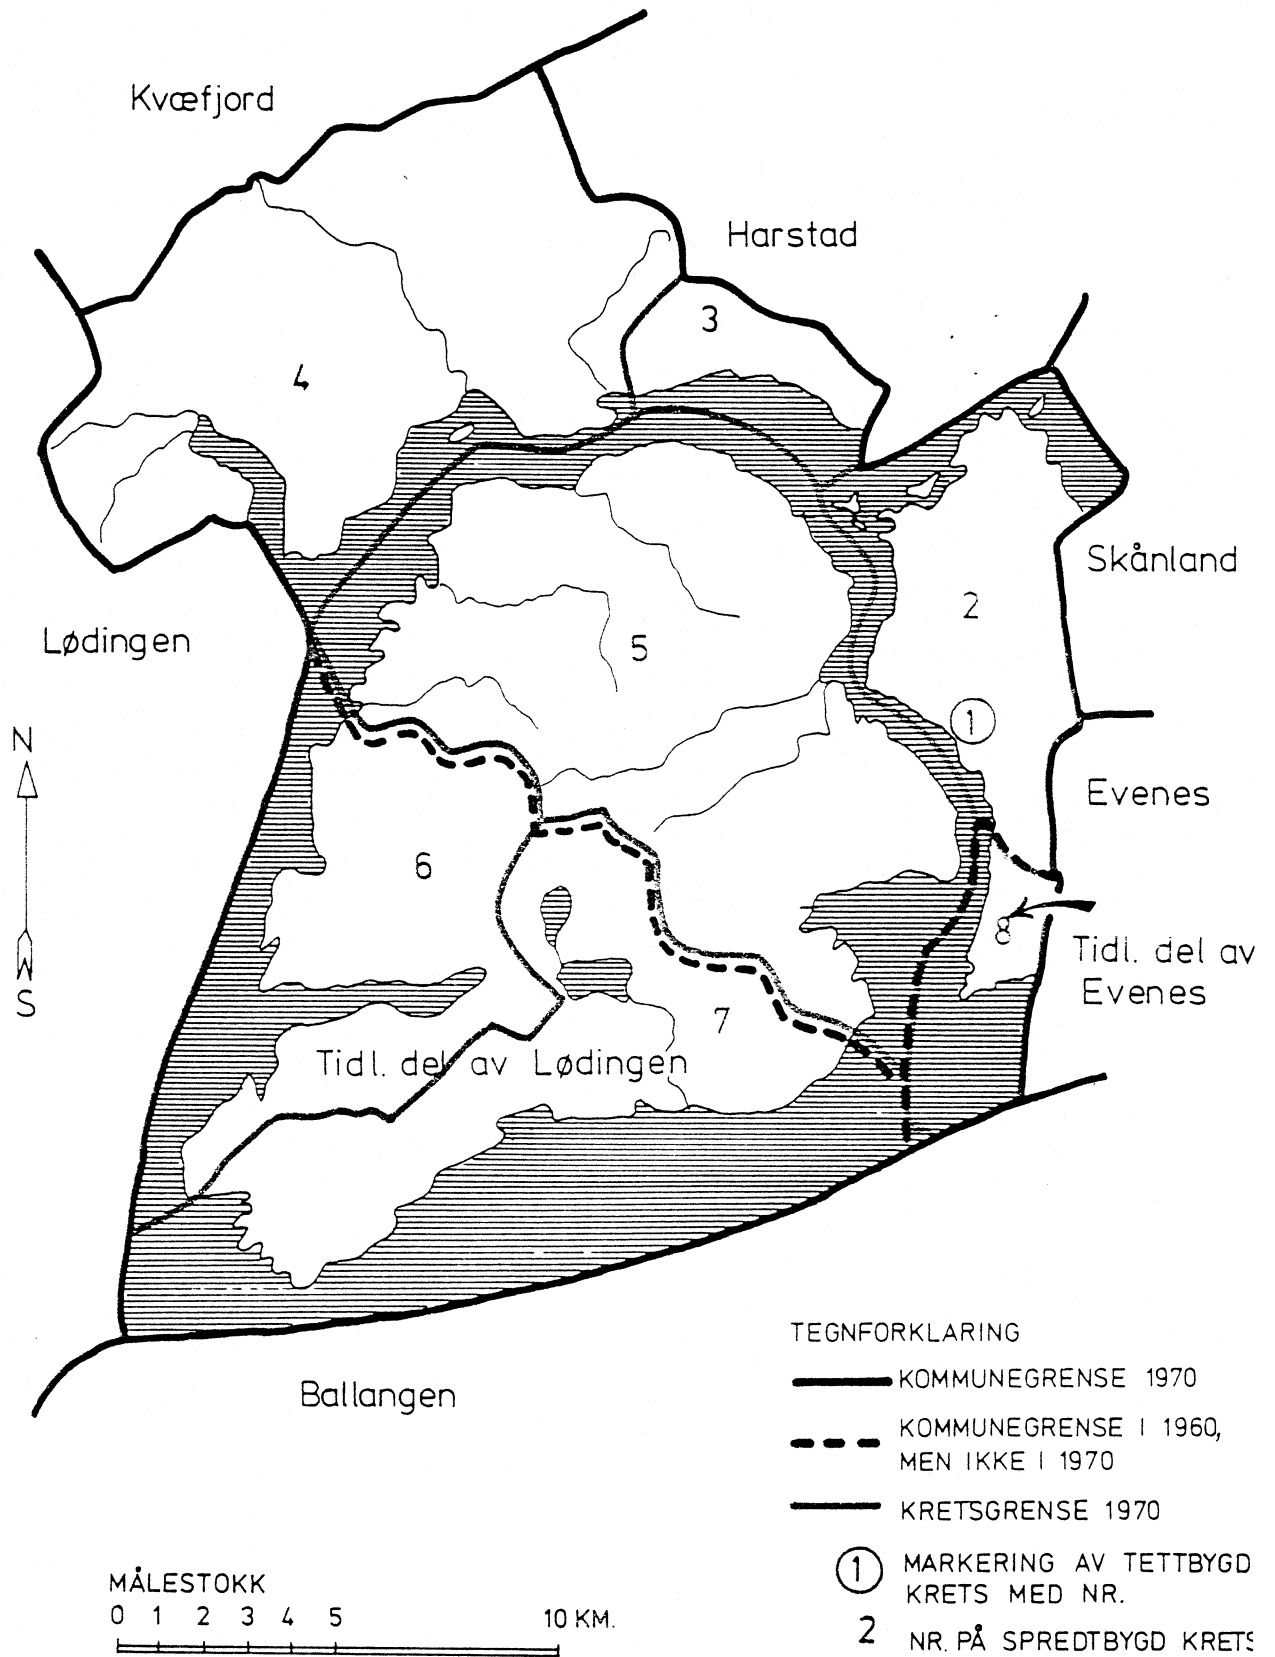 Kvæfjord
Harstad
3
4
Skånland
2
Lødingen
5
1
N
Evenes
6
8
Tidl. del av
Evenes
S
7
Tidl. del av Lødingen
Ballangen
TEGNFORKLARING
KOMMUNEGRENSE 1970
KOMMUNEGRENSE I 1960,
MEN IKKE I 1970
KRETSGRENSE 1970
1 MARKERING AV TETTBYGD
KRETS MED NR.
2 NR. PÅ SPREDTBYGD KRETS
MÅLESTOKK
0 1 2 3 4 5 10 KM.